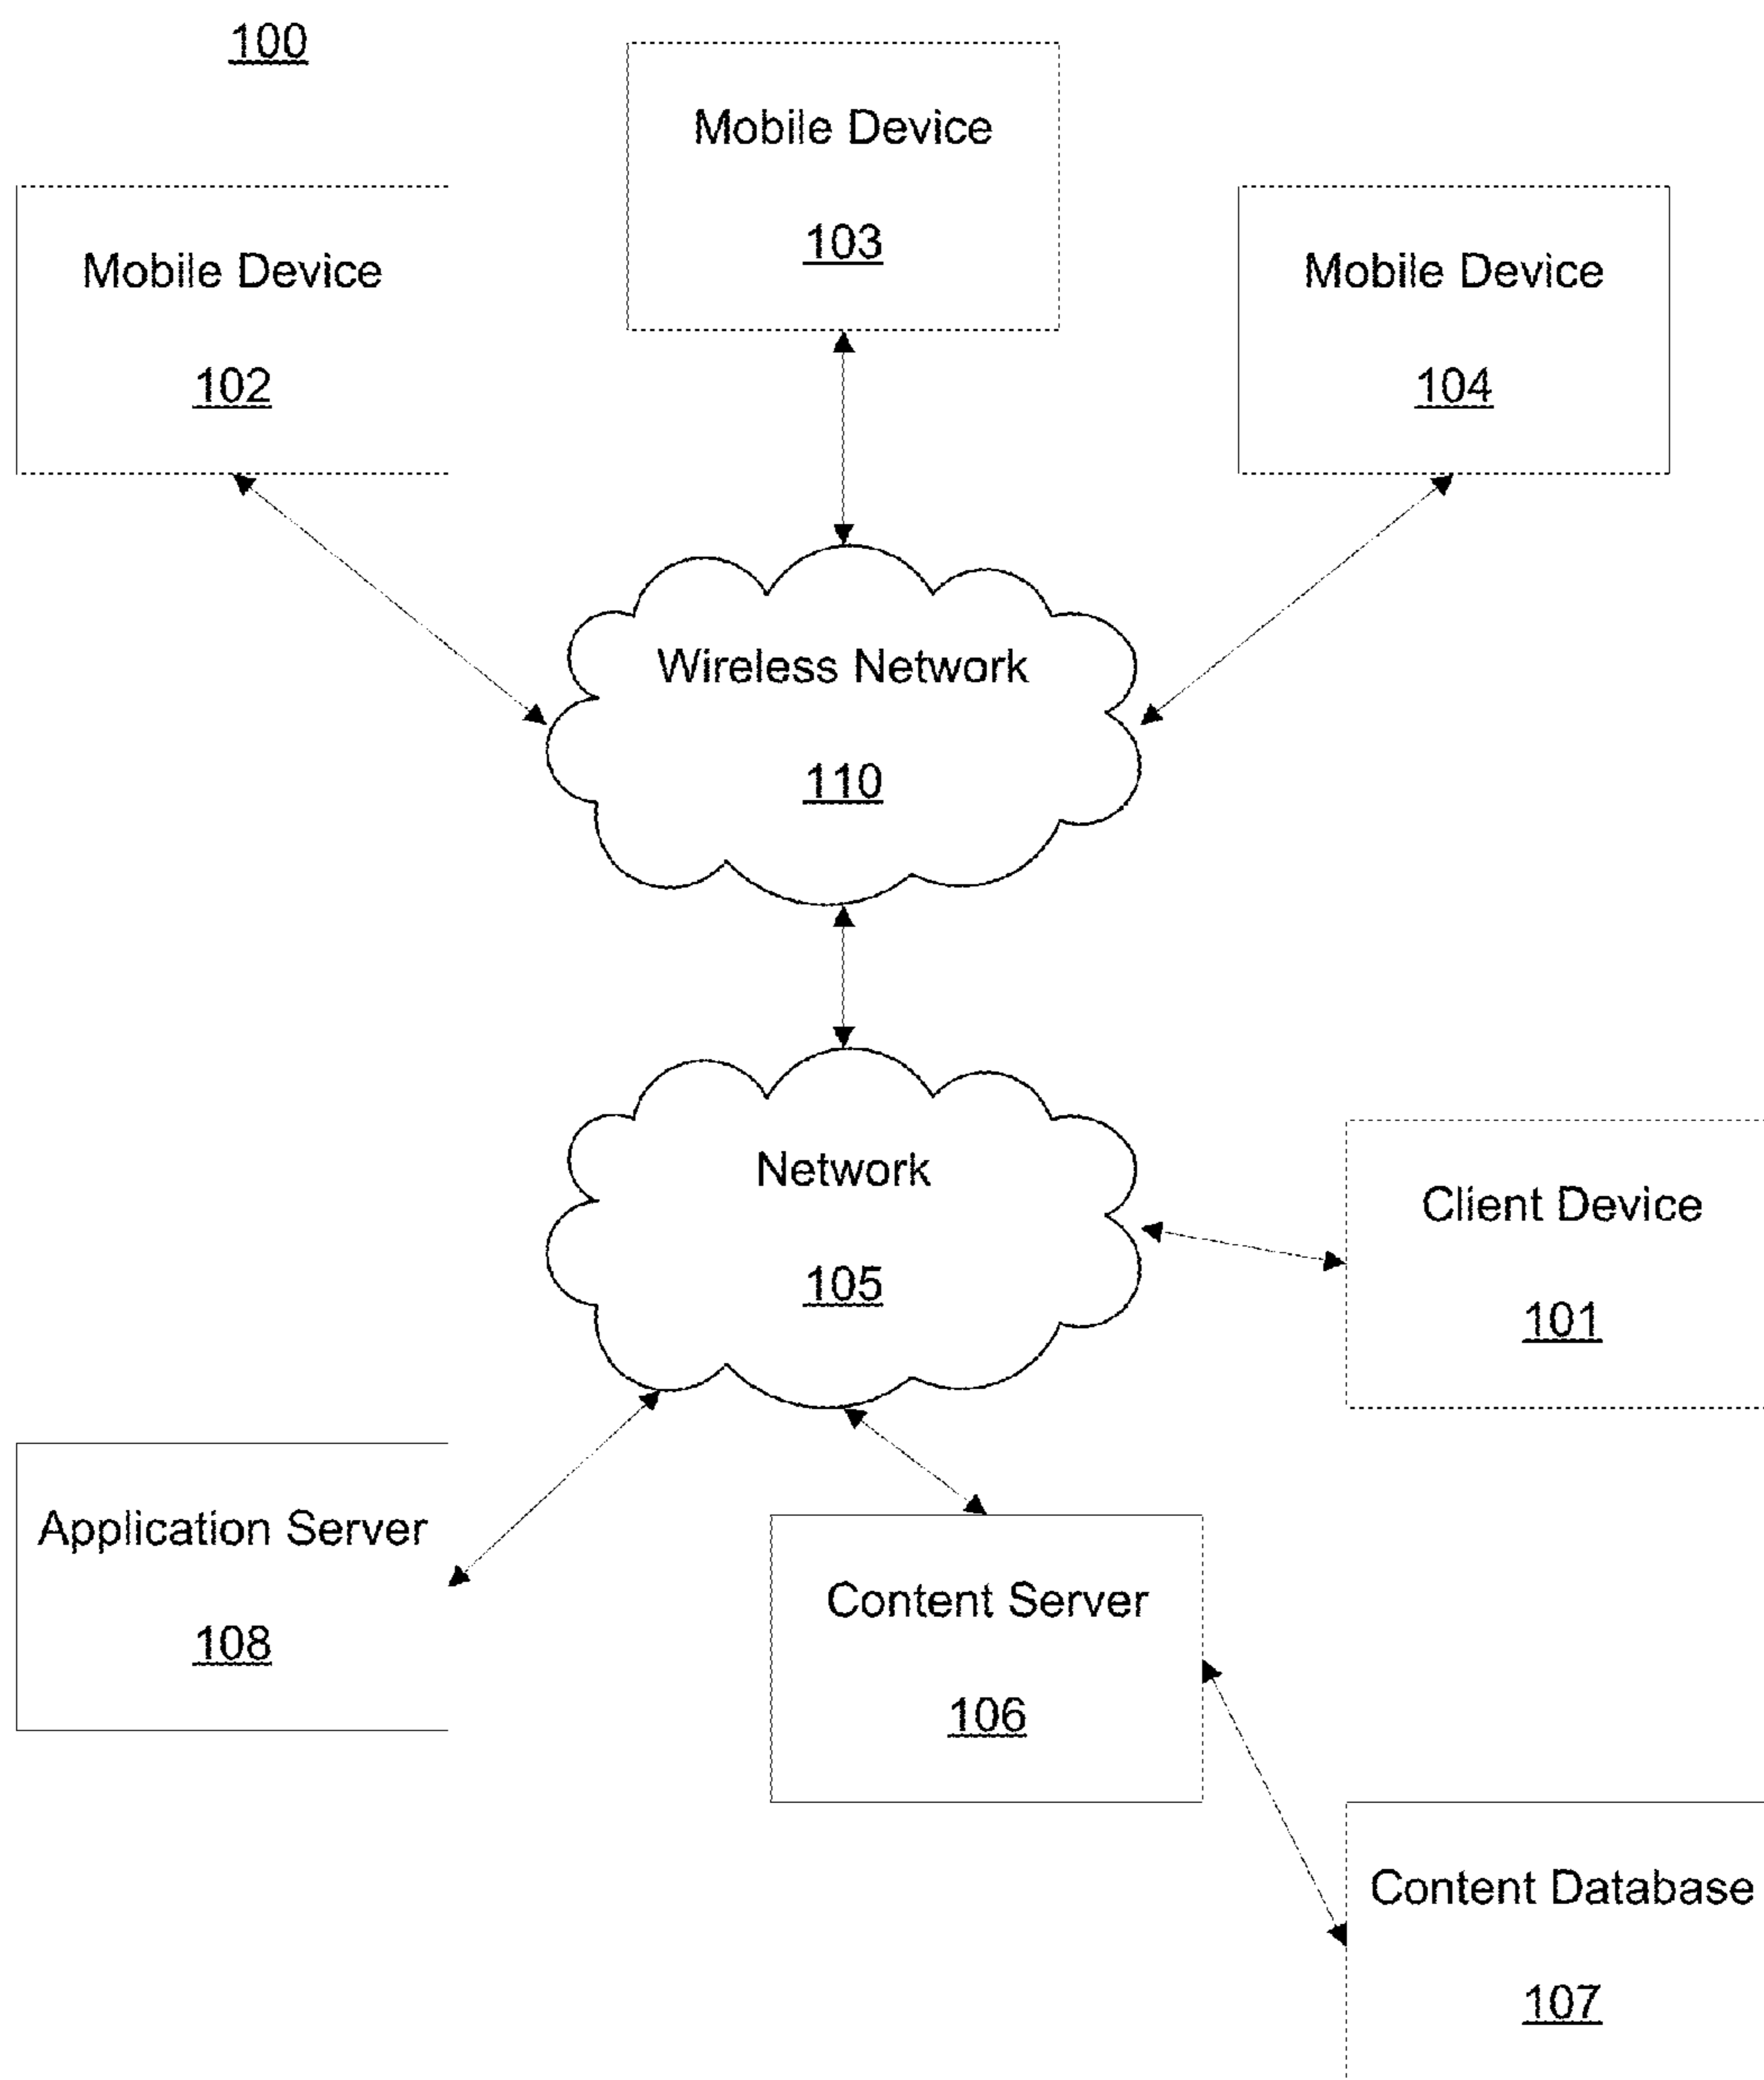 100
Mobile Device
103
Mobile Device
102
Mobile Device
104
Wireless Network
110
Network
105
Client Device
101
Application Server
108
Content Server
106
Content Database
107